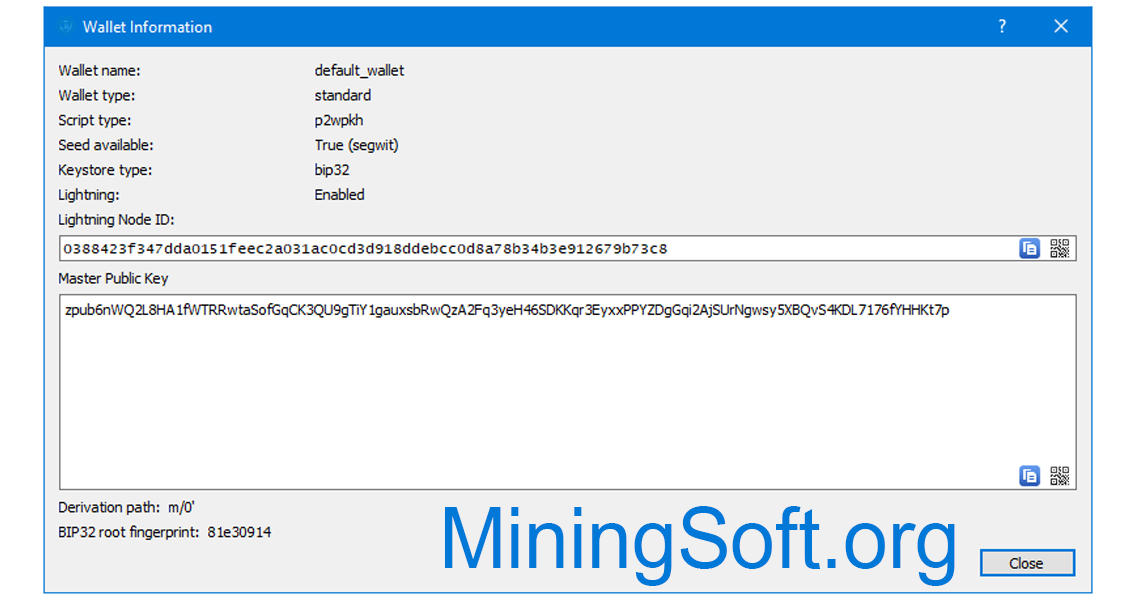 Wallet Information
Wallet name: default_wallet
Wallet type: standard
Script type: p2wpkh
Seed available: True (segwit)
Keystore type: bip32
Lightning: Enabled
Lightning Node ID:
0388423f347dda0151feec2a031ac0cd3d918ddebcc0d8a78b34b3e912679b73c8
Master Public Key
zpub6nWQ2L8HA1fWTRRwtaSofGqCK3QU9gTiY1gauxsbRwQzA2Fq3yeH46SDKKqr3EyxxPPYZDgGqi2AjSUrNgwsy5XBQvS4KDL7176fYHHKt7p
Derivation path: m/0'
BIP32 root fingerprint: 81e30914
MiningSoft.org
Close